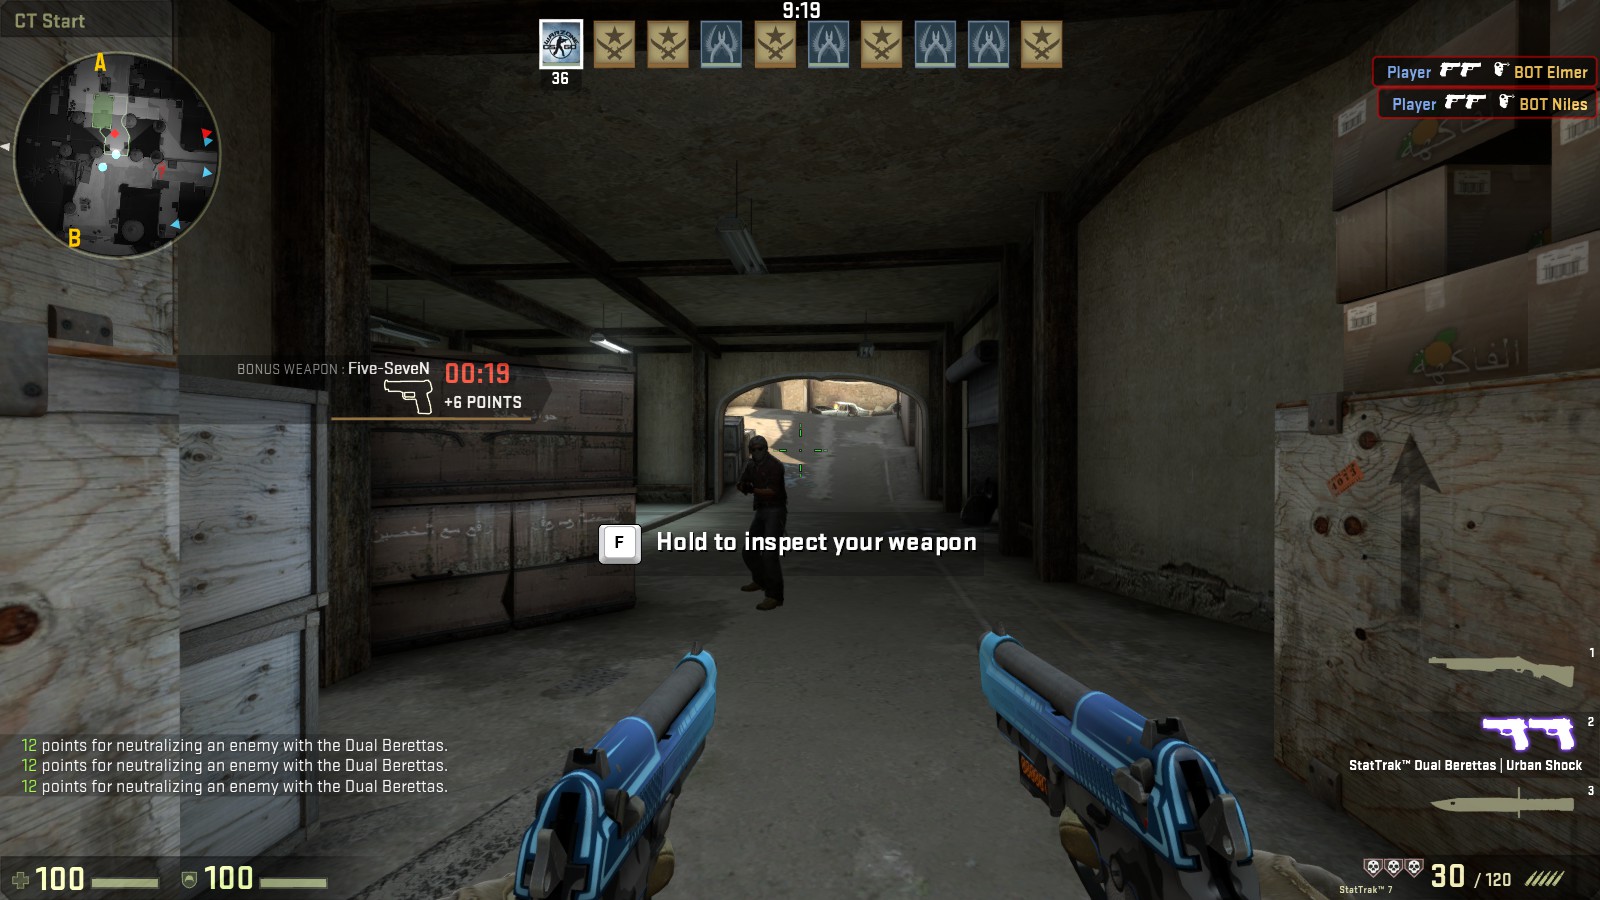 CT Start
9:19
36
A
B
Player BOT Elmer
Player BOT Niles
BONUS WEAPON : Five-SeveN
00:19
+6 POINTS
F Hold to inspect your weapon
1
2
StatTrak™ Dual Berettas | Urban Shock
3
12 points for neutralizing an enemy with the Dual Berettas.
12 points for neutralizing an enemy with the Dual Berettas.
12 points for neutralizing an enemy with the Dual Berettas.
100
100
StatTrak™ 7
30 / 120
الفاكهة